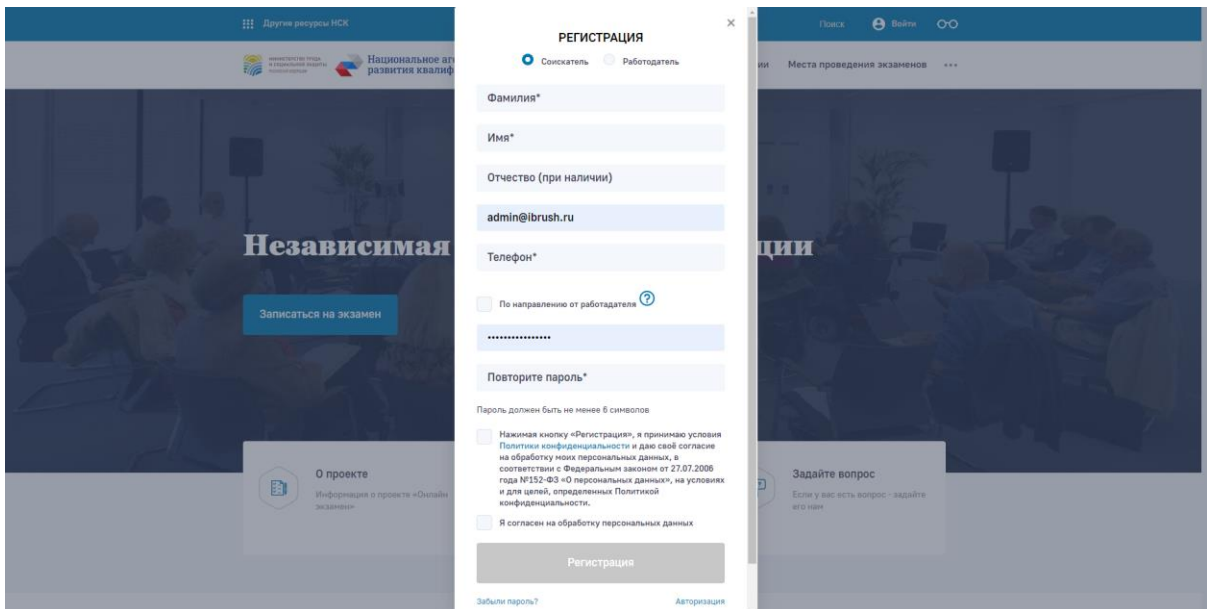 Другие ресурсы НСК
Поиск
Войти
МИНИСТЕРСТВО ТРУДА
И СОЦИАЛЬНОЙ ЗАЩИТЫ
Национальное аг
развития квалиф
ии
Места проведения экзаменов
Независимая
ции
Записаться на экзамен
РЕГИСТРАЦИЯ
Соискатель
Работодатель
Фамилия*
Имя*
Отчество (при наличии)
admin@ibrush.ru
Телефон*
По направлению от работадателя
Повторите пароль*
Пароль должен быть не менее 6 символов
Нажимая кнопку «Регистрация», я принимаю условия
Политики конфиденциальности и даю своё согласие
на обработку моих персональных данных, в
соответствии с Федеральным законом от 27.07.2006
года №152-ФЗ «О персональных данных», на условиях
и для целей, определенных Политикой
конфиденциальности.
Я согласен на обработку персональных данных
Регистрация
Забыли пароль?
Авторизация
О проекте
Информация о проекте «Онлайн
экзамен»
Задайте вопрос
Если у вас есть вопрос - задайте
его нам